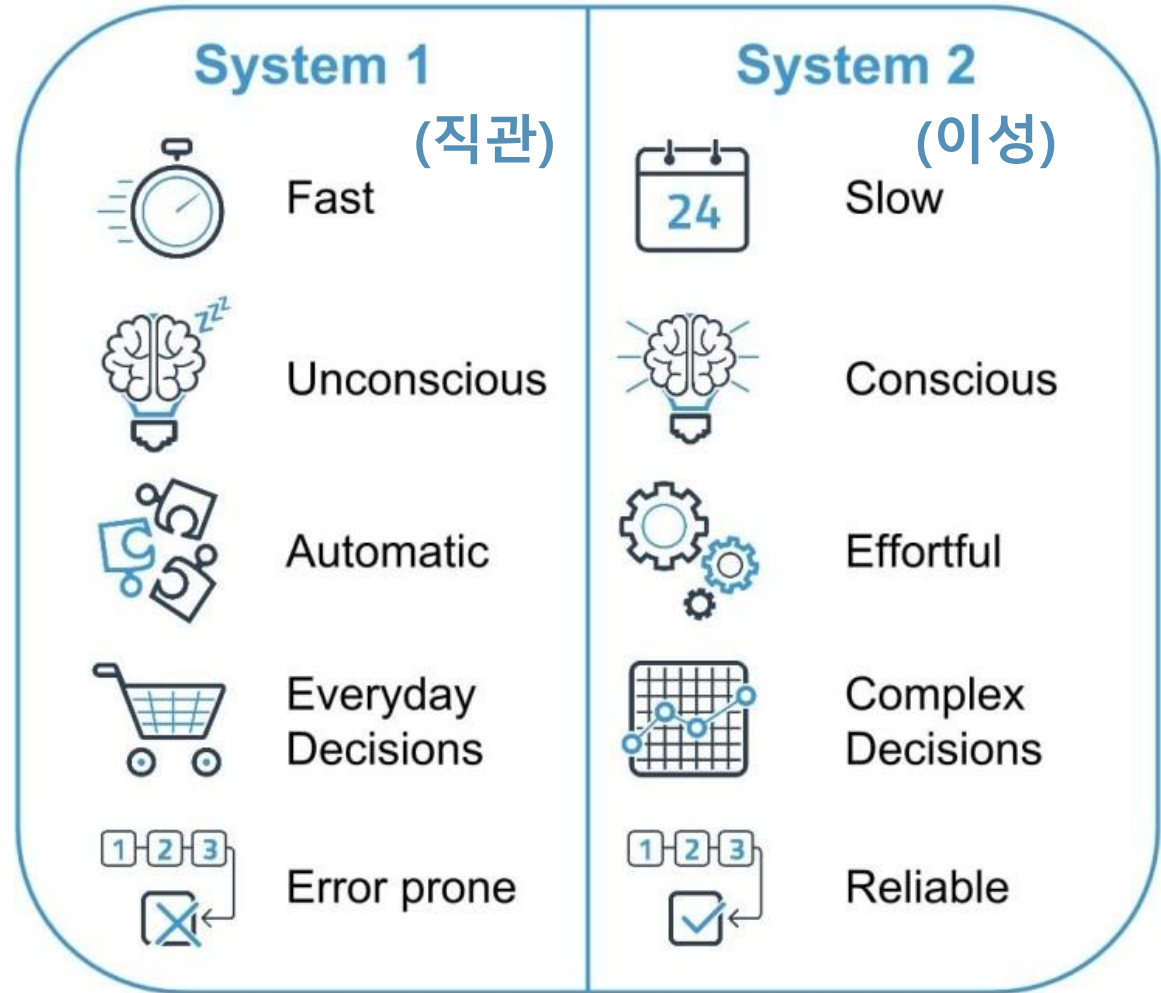 System 1
(직관)
Fast
zzz
Unconscious
Automatic
Everyday
Decisions
1 2 3
Error prone
System 2
(이성)
24
Slow
Conscious
Effortful
Complex
Decisions
1 2 3
Reliable